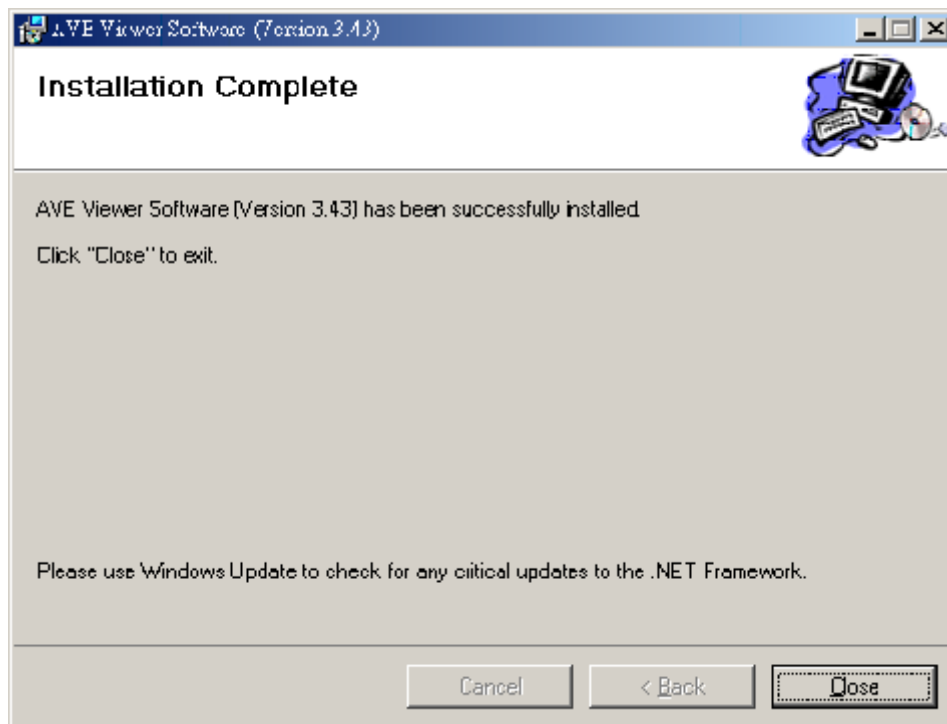 AVE Viewer Software (Version 3.43)
Installation Complete
AVE Viewer Software (Version 3.43) has been successfully installed.
Click "Close" to exit.
Please use Windows Update to check for any critical updates to the .NET Framework.
Cancel
< Back
Close